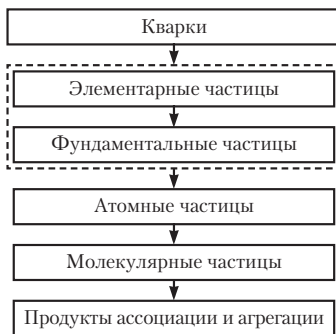 Кварки
Элементарные частицы
Фундаментальные частицы
Атомные частицы
Молекулярные частицы
Продукты ассоциации и агрегации